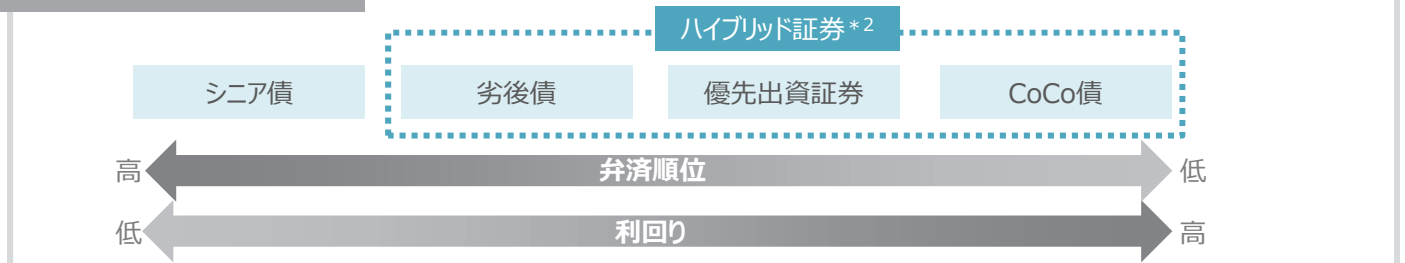 ハイブリッド証券*2
シニア債 劣後債 優先出資証券 CoCo債
高 弁済順位 低
低 利回り 高